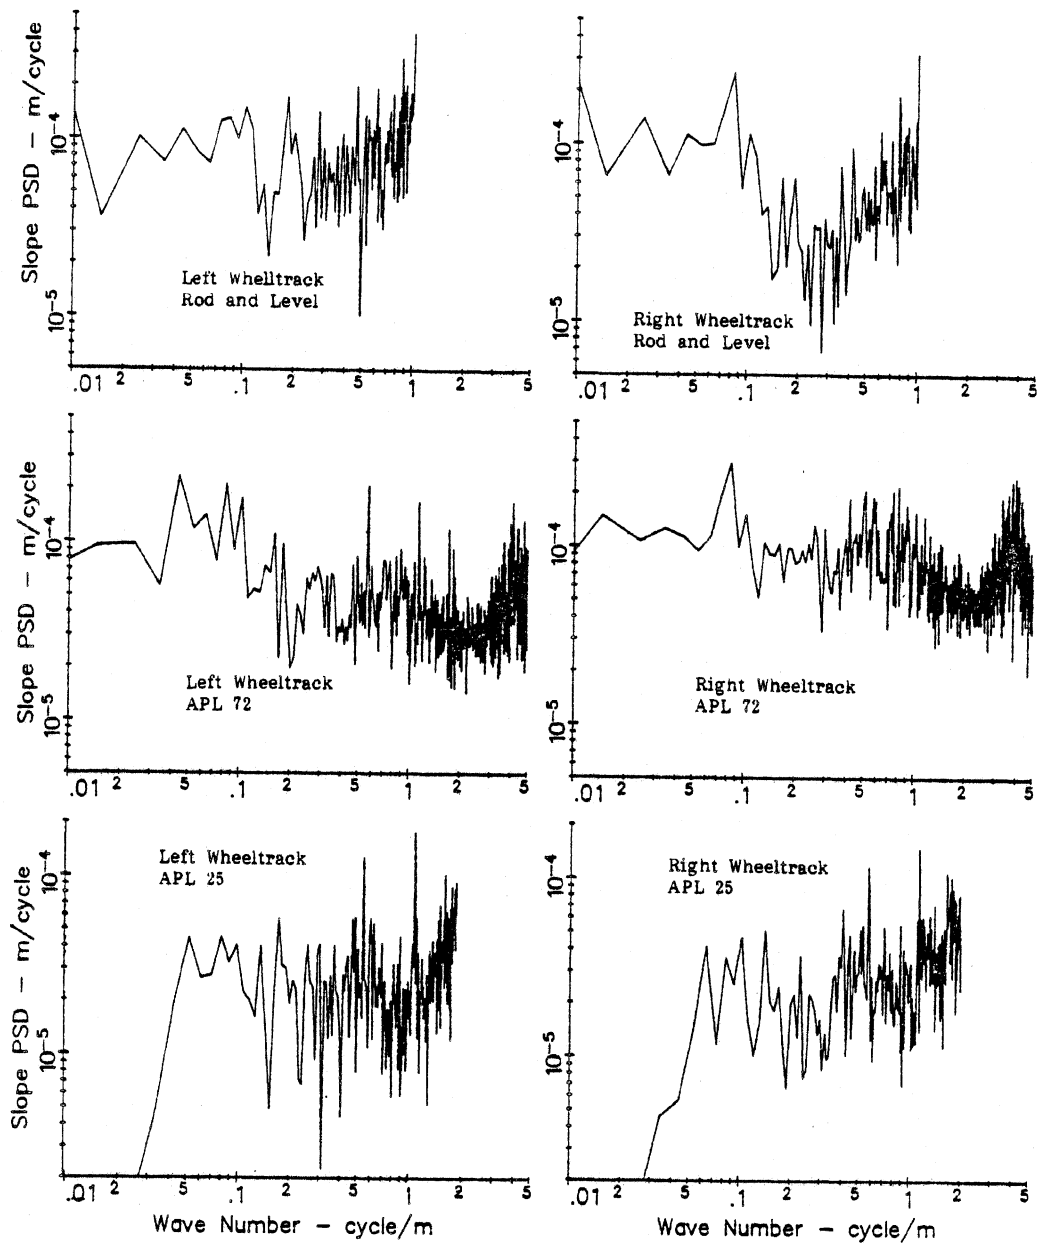 Slope PSD - m/cycle
10-4
10-5
Left Whelltrack
Rod and Level
.01 2 5 .1 2 5 1 2 5
10-4
10-5
Right Wheeltrack
Rod and Level
.01 2 5 .1 2 5 1 2 5
Slope PSD - m/cycle
10-4
10-5
Left Wheeltrack
APL 72
.01 2 5 .1 2 5 1 2 5
10-4
10-5
Right Wheeltrack
APL 72
.01 2 5 .1 2 5 1 2 5
Slope PSD - m/cycle
10-4
10-5
Left Wheeltrack
APL 25
.01 2 5 .1 2 5 1 2 5
Wave Number - cycle/m
10-4
10-5
Right Wheeltrack
APL 25
.01 2 5 .1 2 5 1 2 5
Wave Number - cycle/m